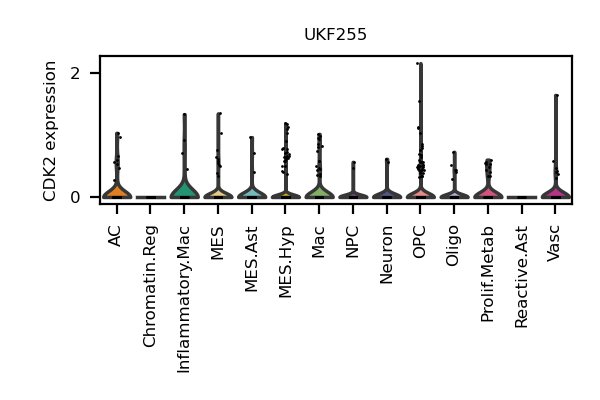 UKF255
CDK2 expression
2
0
AC
Chromatin.Reg
Inflammatory.Mac
MES
MES.Ast
MES.Hyp
Mac
NPC
Neuron
OPC
Oligo
Prolif.Metab
Reactive.Ast
Vasc